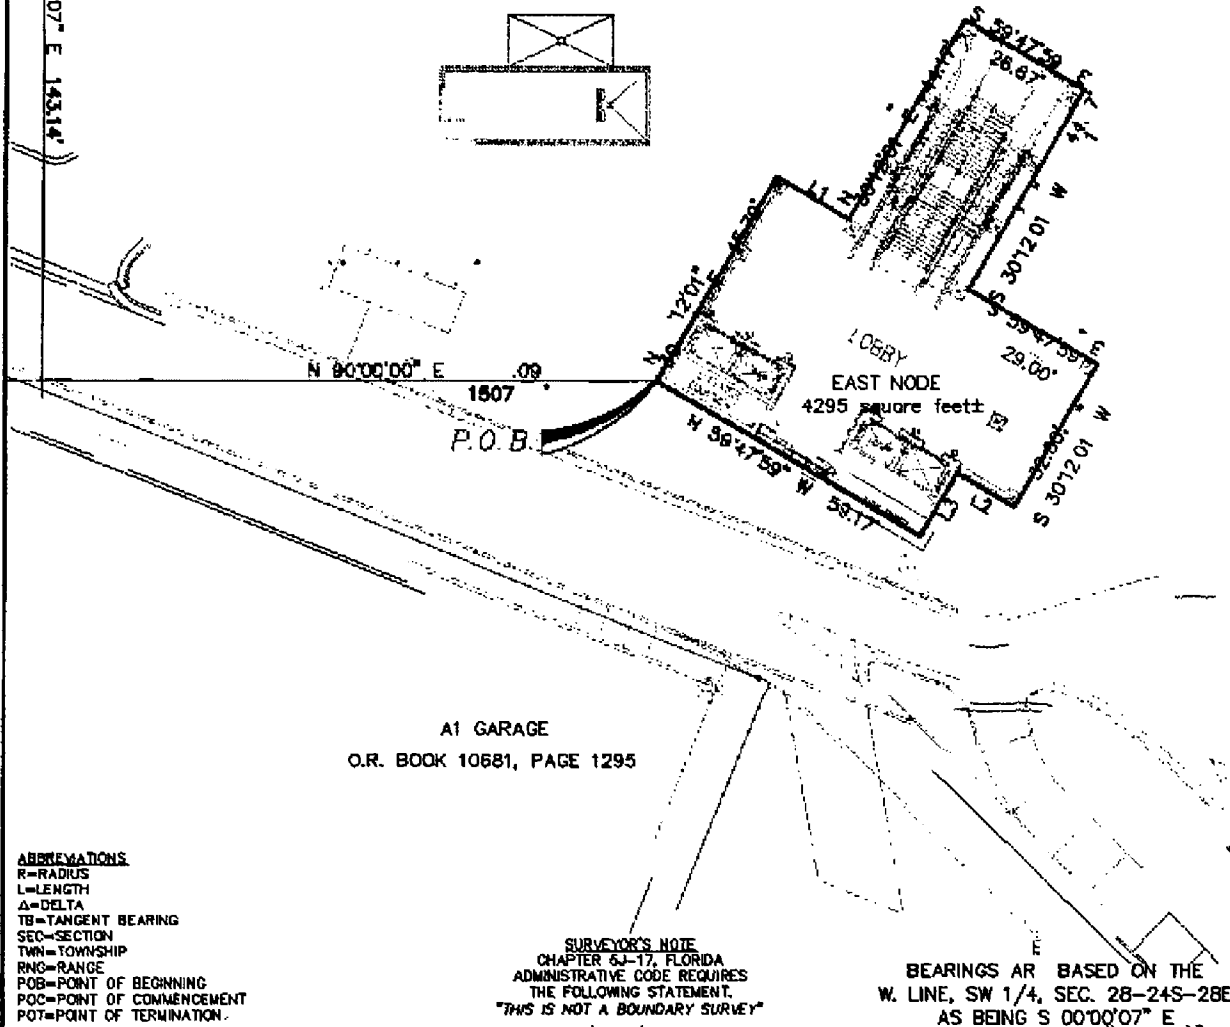 07" E 143.14'
S 59°47'59 E
26.67'
44.17
L1
N
S 30°12'01 W
12'01"
S 59°47'59" E
29.00'
LOBBY
EAST NODE
4295 square feet±
N 90°00'00" E .09
1507
P.O.B.
N 59°47'59" W 59.17
L3
L2
S 30°12'01 W
A1 GARAGE
O.R. BOOK 10681, PAGE 1295
ABBREVIATIONS
R=RADIUS
L=LENGTH
Δ=DELTA
TB=TANGENT BEARING
SEC=SECTION
TWN=TOWNSHIP
RNG=RANGE
POB=POINT OF BEGINNING
POC=POINT OF COMMENCEMENT
POT=POINT OF TERMINATION.
SURVEYOR'S NOTE
CHAPTER 5J-17, FLORIDA
ADMINISTRATIVE CODE REQUIRES
THE FOLLOWING STATEMENT.
"THIS IS NOT A BOUNDARY SURVEY"
E
BEARINGS AR BASED ON THE
W. LINE, SW 1/4, SEC. 28-24S-28E
AS BEING S 00°00'07" E